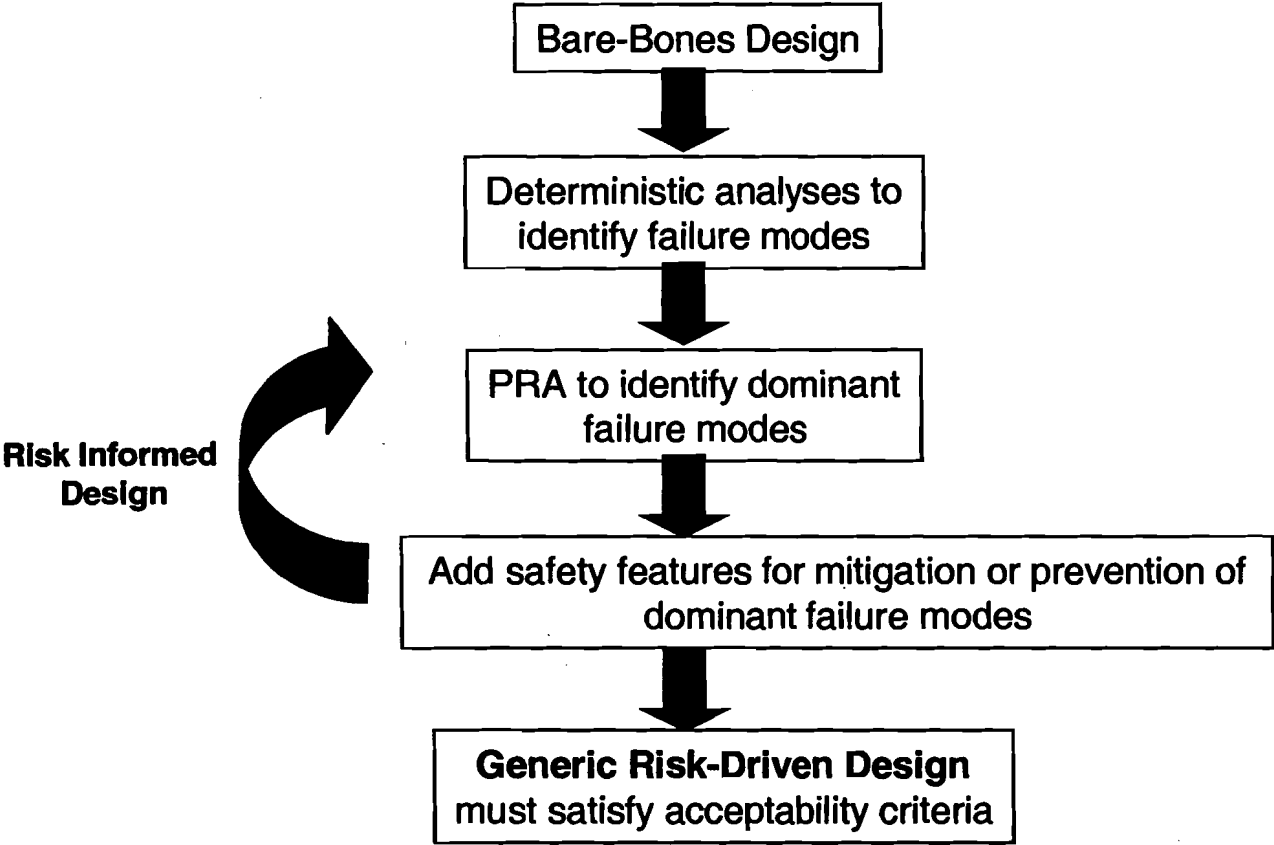 Bare-Bones Design
Deterministic analyses to
identify failure modes
PRA to identify dominant
failure modes
Risk Informed
Design
Add safety features for mitigation or prevention of
dominant failure modes
Generic Risk-Driven Design
must satisfy acceptability criteria